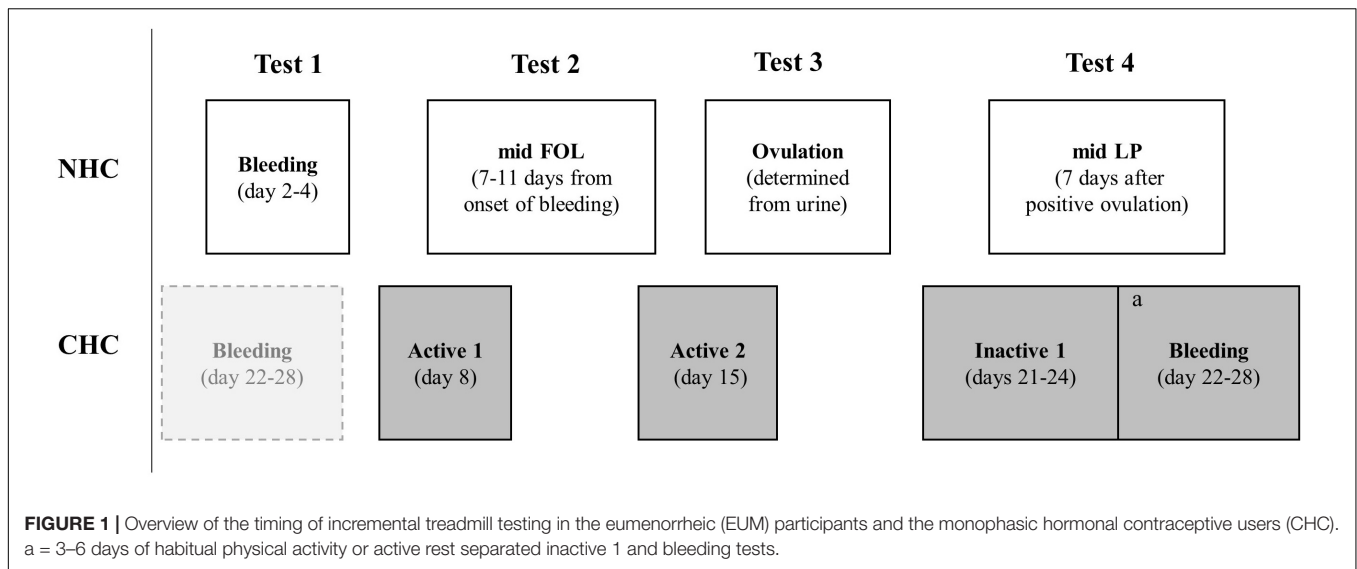 Test 1 Test 2 Test 3 Test 4
NHC
Bleeding
(day 2-4)
mid FOL
(7-11 days from
onset of bleeding)
Ovulation
(determined
from urine)
mid LP
(7 days after
positive ovulation)
CHC
Bleeding
(day 22-28)
Active 1
(day 8)
Active 2
(day 15)
Inactive 1
(days 21-24)
a
Bleeding
(day 22-28)
FIGURE 1 | Overview of the timing of incremental treadmill testing in the eumenorrheic (EUM) participants and the monophasic hormonal contraceptive users (CHC).
a = 3–6 days of habitual physical activity or active rest separated inactive 1 and bleeding tests.